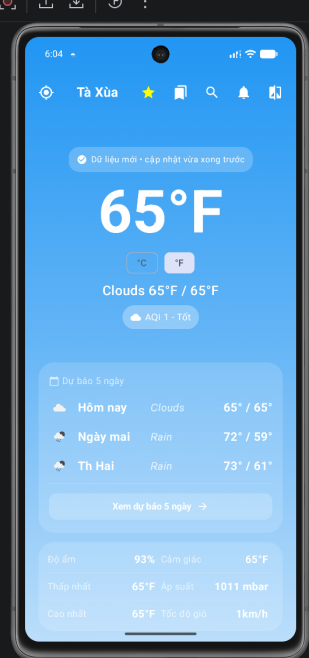 6:04
Tà Xùa
Dữ liệu mới • cập nhật vừa xong trước
65°F
°C °F
Clouds 65°F / 65°F
AQI 1 - Tốt
Dự báo 5 ngày
Hôm nay Clouds 65° / 65°
Ngày mai Rain 72° / 59°
Th Hai Rain 73° / 61°
Xem dự báo 5 ngày →
Độ ẩm 93% Cảm giác 65°F
Thấp nhất 65°F Áp suất 1011 mbar
Cao nhất 65°F Tốc độ gió 1km/h